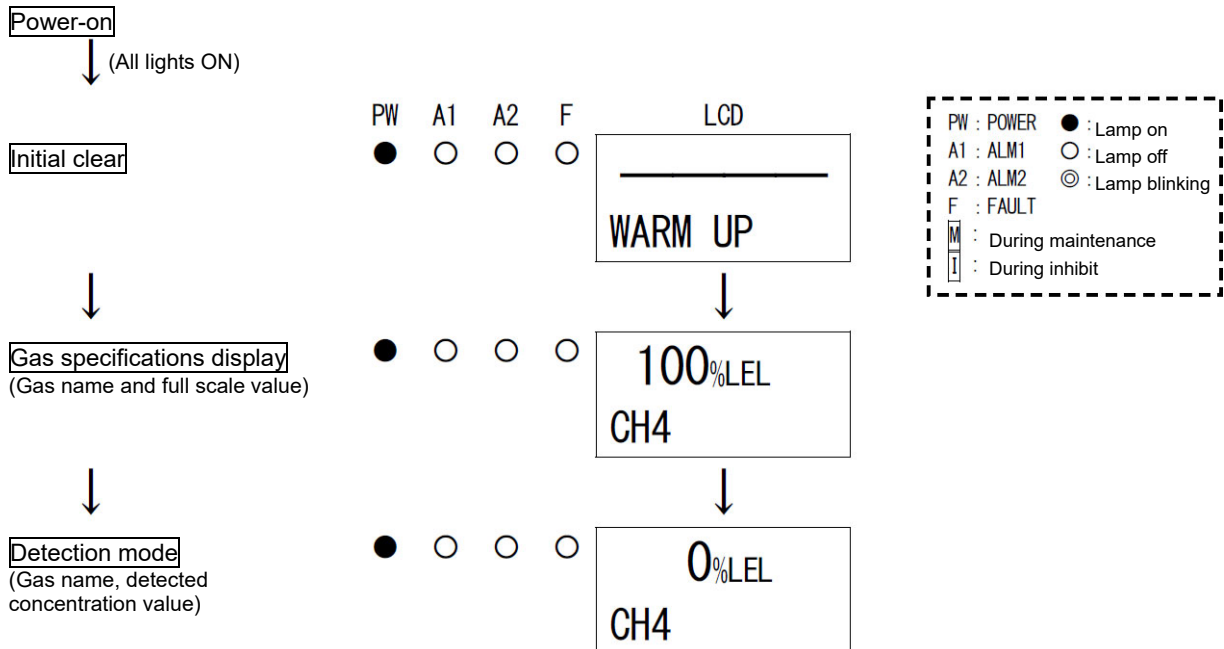 Power-on
↓ (All lights ON)
PW A1 A2 F LCD
Initial clear ● ○ ○ ○
WARM UP
Gas specifications display ● ○ ○ ○ 100%LEL
(Gas name and full scale value)
CH4
Detection mode ● ○ ○ ○ 0%LEL
(Gas name, detected
concentration value)
CH4
PW : POWER ● : Lamp on
A1 : ALM1 ○ : Lamp off
A2 : ALM2 ◎ : Lamp blinking
F : FAULT
M : During maintenance
I : During inhibit